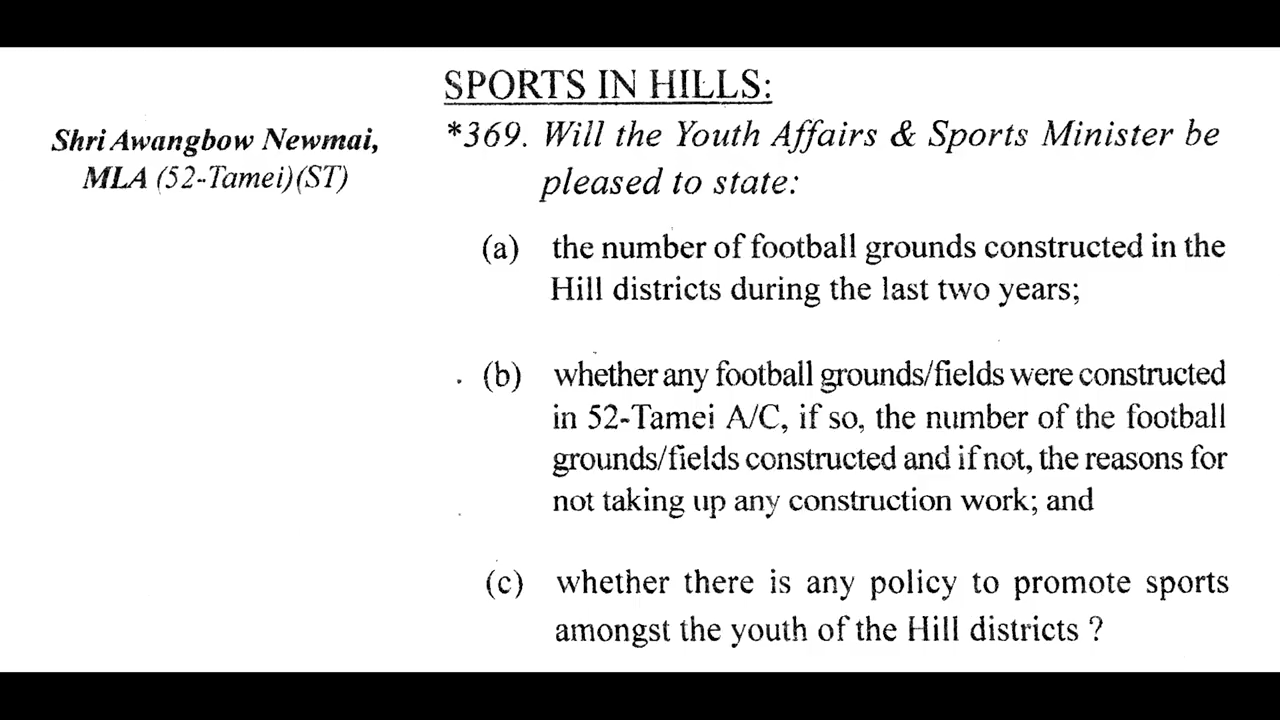 SPORTS IN HILLS:
Shri Awangbow Newmai,
MLA (52-Tamei)(ST)
*369. Will the Youth Affairs & Sports Minister be
pleased to state:
(a) the number of football grounds constructed in the
Hill districts during the last two years;
(b) whether any football grounds/fields were constructed
in 52-Tamei A/C, if so, the number of the football
grounds/fields constructed and if not, the reasons for
not taking up any construction work; and
(c) whether there is any policy to promote sports
amongst the youth of the Hill districts ?